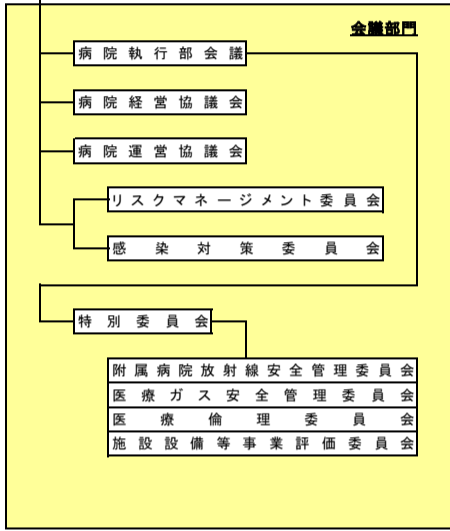 会議部門
病院執行部会議
病院経営協議会
病院運営協議会
リスクマネージメント委員会
感染対策委員会
特別委員会
附属病院放射線安全管理委員会
医療ガス安全管理委員会
医療倫理委員会
施設設備等事業評価委員会